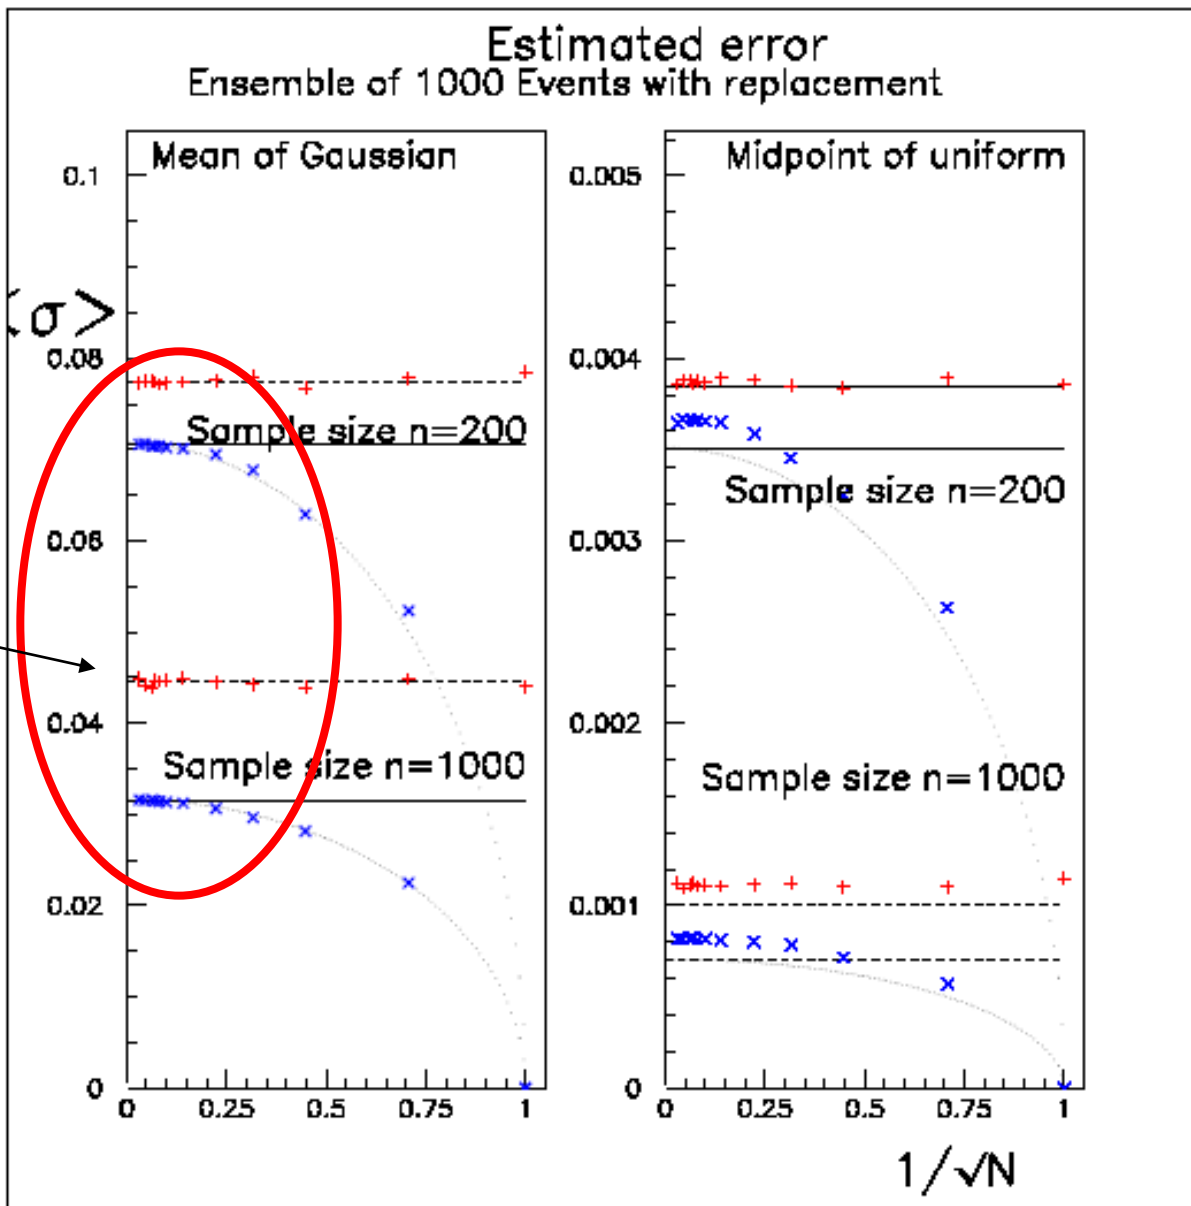 Estimated error
Ensemble of 1000 Events with replacement
Mean of Gaussian
Midpoint of uniform
0.1
0.08
0.06
0.04
0.02
0
0.005
0.004
0.003
0.002
0.001
0
<σ>
Sample size n=200
Sample size n=1000
Sample size n=200
Sample size n=1000
0 0.25 0.5 0.75 1
0 0.25 0.5 0.75 1
1/√N